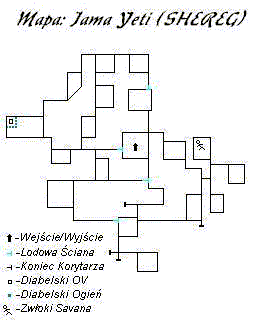 Mapa: Jama Yeti (SHEREG)
-Wejście/Wyjście
-Lodowa Ściana
-Koniec Korytarza
-Diabelski OV
-Diabelski Ogień
-Zwłoki Savana